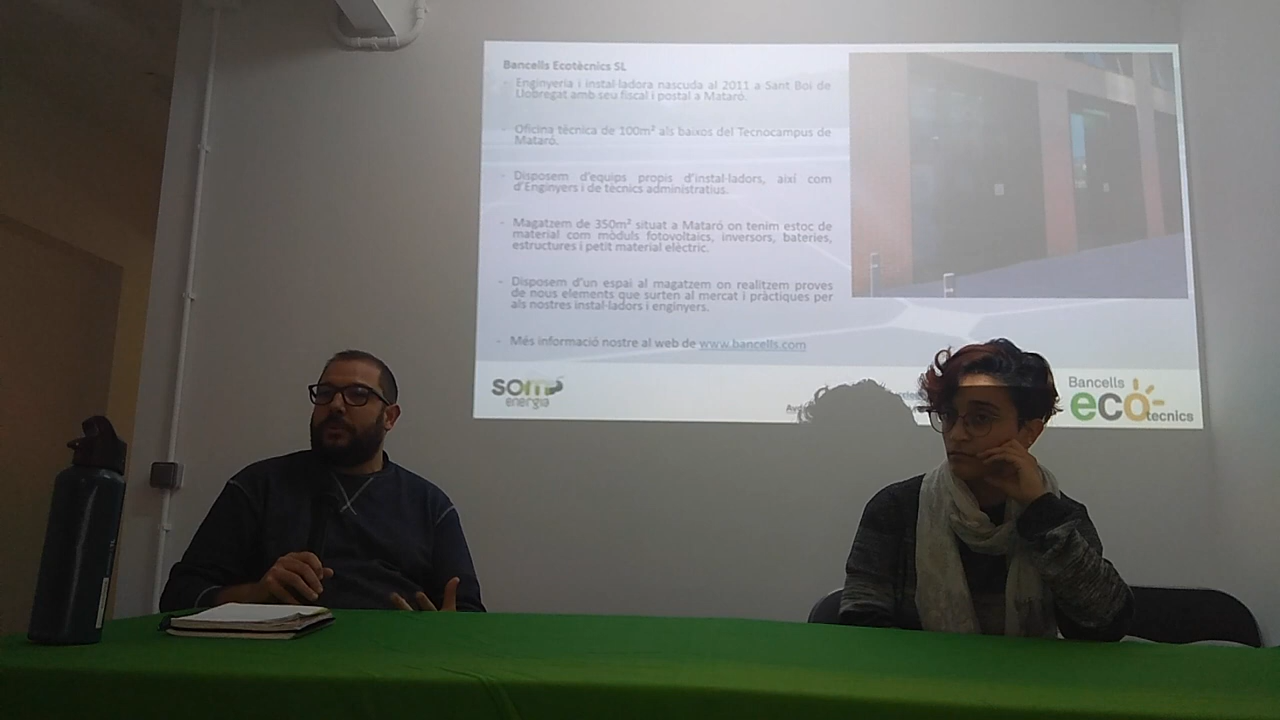 Bancells Ecotècnics SL
- Enginyeria i instal·ladora nascuda al 2011 a Sant Boi de
Llobregat amb seu fiscal i postal a Mataró.
- Oficina tècnica de 100m² als baixos del Tecnocampus de
Mataró.
- Disposem d'equips propis d'instal·ladors, així com
d'Enginyers i de tècnics administratius.
- Magatzem de 350m² situat a Mataró on tenim estoc de
material com mòduls fotovoltaics, inversors, bateries,
estructures i petit material elèctric.
- Disposem d'un espai al magatzem on realitzem proves
de nous elements que surten al mercat i pràctiques per
als nostres instal·ladors i enginyers.
- Més informació nostre al web de www.bancells.com
som
energia
Bancells
eco
tecnics